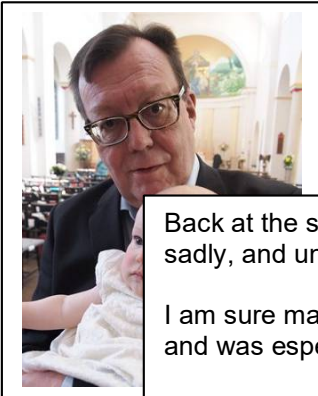 Back at the s
sadly, and un
I am sure ma
and was espe